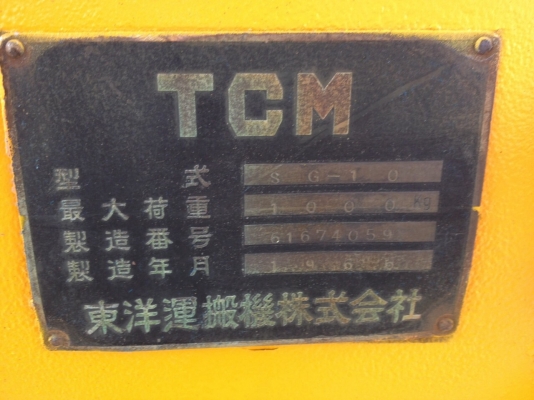 TCM
型 式 SG-10
最大荷重 1000 kg
製造番号 61674059
製造年月
東洋運搬機株式会社